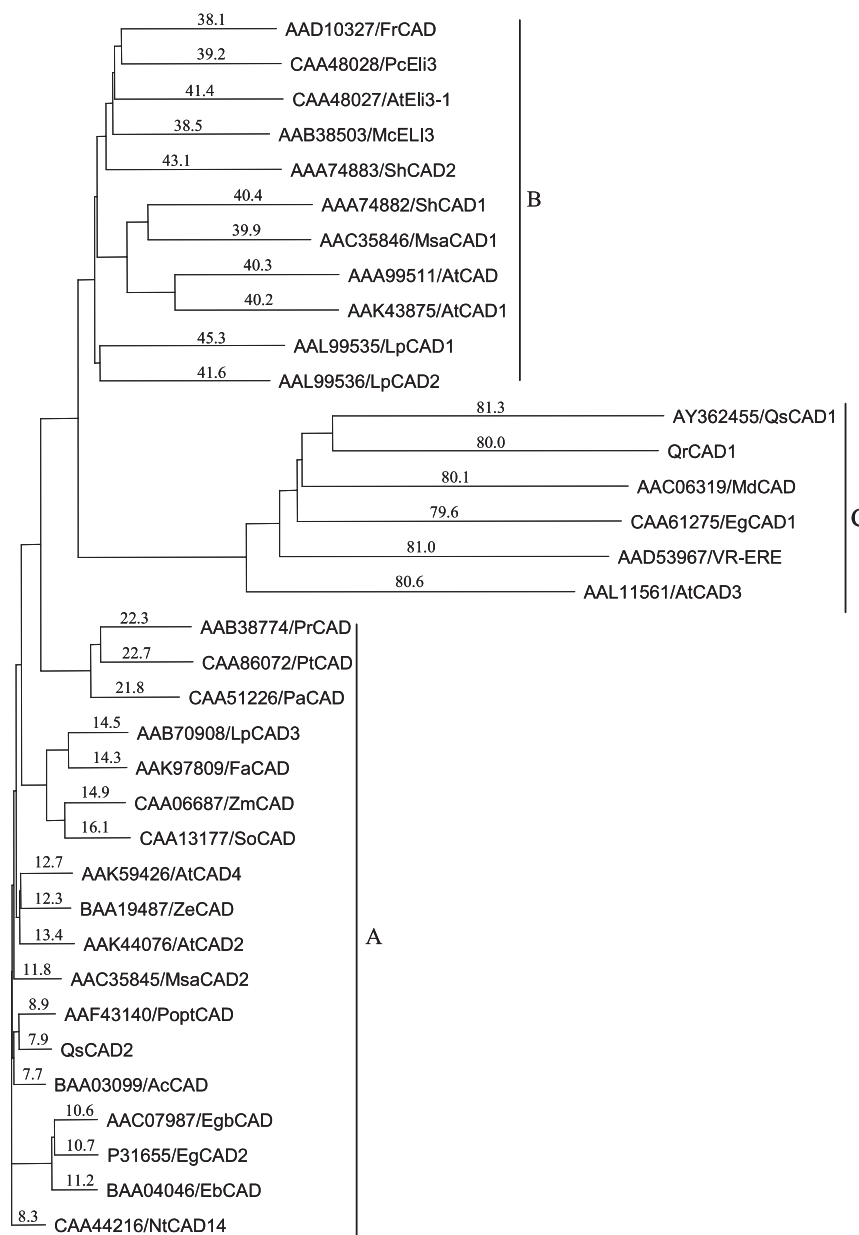 38.1 AAD10327/FrCAD
39.2 CAA48028/PcEli3
41.4 CAA48027/AtEli3-1
38.5 AAB38503/McELI3
43.1 AAA74883/ShCAD2
40.4 AAA74882/ShCAD1
B
39.9 AAC35846/MsaCAD1
40.3 AAA99511/AtCAD
40.2 AAK43875/AtCAD1
45.3 AAL99535/LpCAD1
41.6 AAL99536/LpCAD2
81.3 AY362455/QsCAD1
80.0 QrCAD1
80.1 AAC06319/MdCAD
79.6 CAA61275/EgCAD1
C
81.0 AAD53967/VR-ERE
80.6 AAL11561/AtCAD3
22.3 AAB38774/PrCAD
22.7 CAA86072/PtCAD
21.8 CAA51226/PaCAD
14.5 AAB70908/LpCAD3
14.3 AAK97809/FaCAD
14.9 CAA06687/ZmCAD
16.1 CAA13177/SoCAD
12.7 AAK59426/AtCAD4
12.3 BAA19487/ZeCAD
A
13.4 AAK44076/AtCAD2
11.8 AAC35845/MsaCAD2
8.9 AAF43140/PoptCAD
7.9 QsCAD2
7.7 BAA03099/AcCAD
10.6 AAC07987/EgbCAD
10.7 P31655/EgCAD2
11.2 BAA04046/EbCAD
8.3 CAA44216/NtCAD14